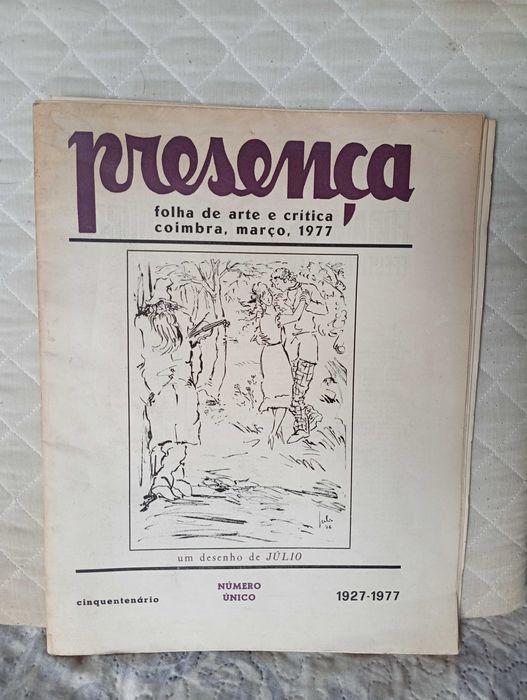 presença
folha de arte e crítica
coimbra, março, 1977
um desenho de JÚLIO
cinquentenário
NÚMERO
ÚNICO
1927-1977